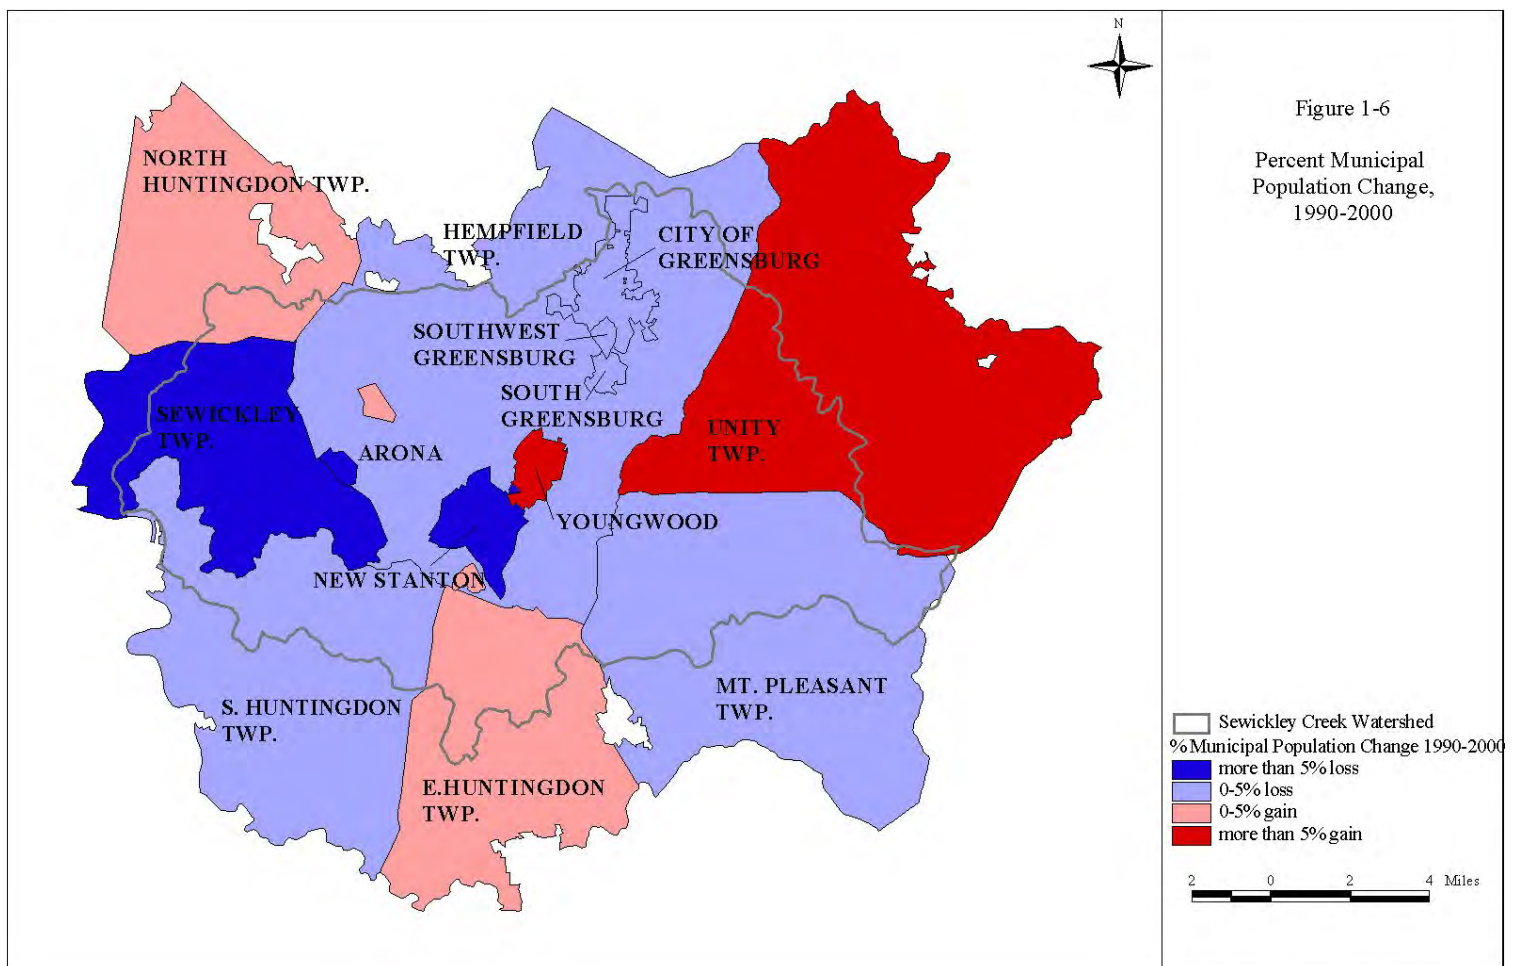 N
Figure 1-6
Percent Municipal
Population Change,
1990-2000
NORTH
HUNTINGDON TWP.
HEMPFIELD
TWP.
CITY OF
GREENSBURG
SOUTHWEST
GREENSBURG
SOUTH
GREENSBURG
SEWICKLEY
TWP.
ARONA
UNITY
TWP.
YOUNGWOOD
NEW STANTON
S. HUNTINGDON
TWP.
MT. PLEASANT
TWP.
E.HUNTINGDON
TWP.
Sewickley Creek Watershed
% Municipal Population Change 1990-2000
more than 5% loss
0-5% loss
0-5% gain
more than 5% gain
2 0 2 4 Miles